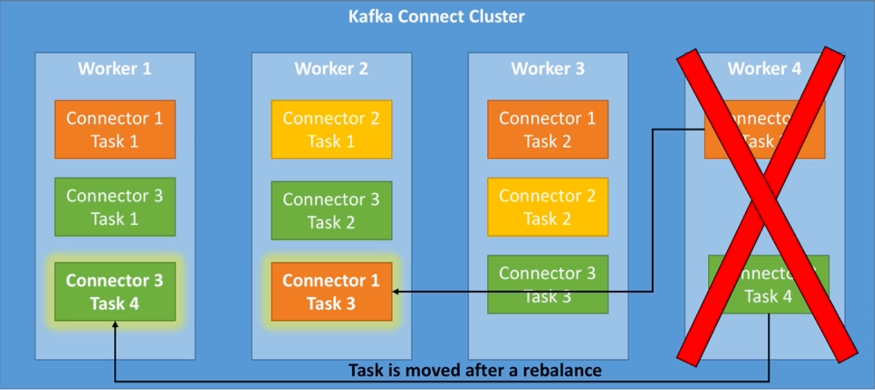 Kafka Connect Cluster
Worker 1
Worker 2
Worker 3
Worker 4
Connector 1
Task 1
Connector 2
Task 1
Connector 1
Task 2
Connector 3
Task 1
Connector 3
Task 2
Connector 2
Task 2
Connector 3
Task 4
Connector 1
Task 3
Connector 3
Task 3
Task 4
Task is moved after a rebalance